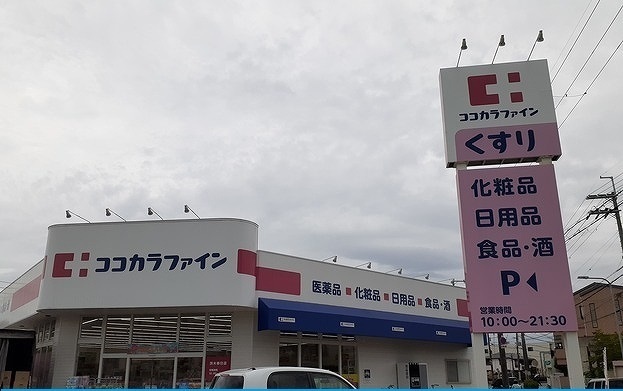 ココカラファイン
くすり
化粧品
日用品
食品・酒
P◀
営業時間
10:00〜21:30
ココカラファイン
医薬品■化粧品■日用品■食品・酒